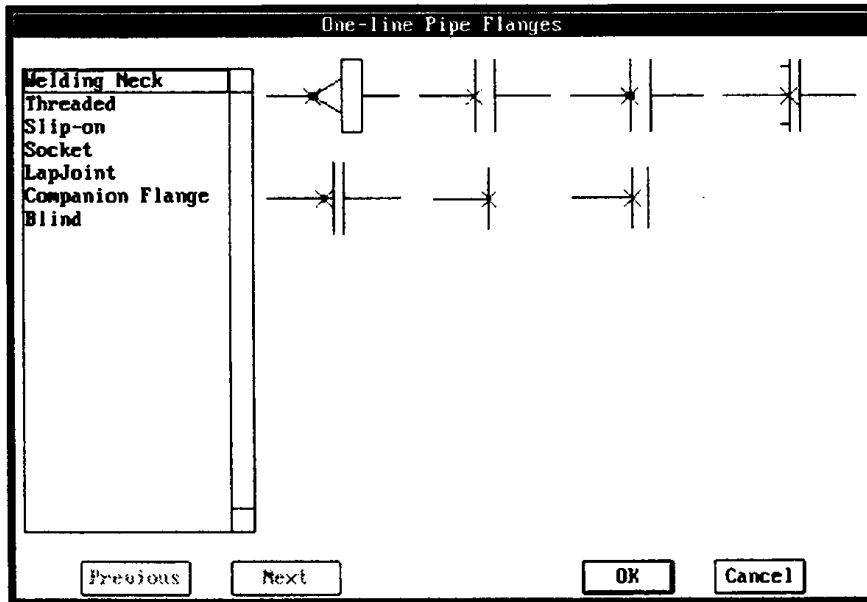 One-line Pipe Flanges
Welding Neck
Threaded
Slip-on
Socket
LapJoint
Companion Flange
Blind
Previous
Next
OK
Cancel